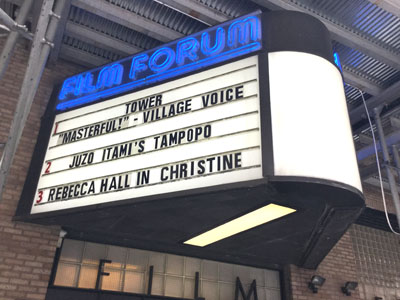 FILM FORUM
TOWER
1 "MASTERFUL!" - VILLAGE VOICE
2 JUZO ITAMI'S TAMPOPO
3 REBECCA HALL IN CHRISTINE
FILM